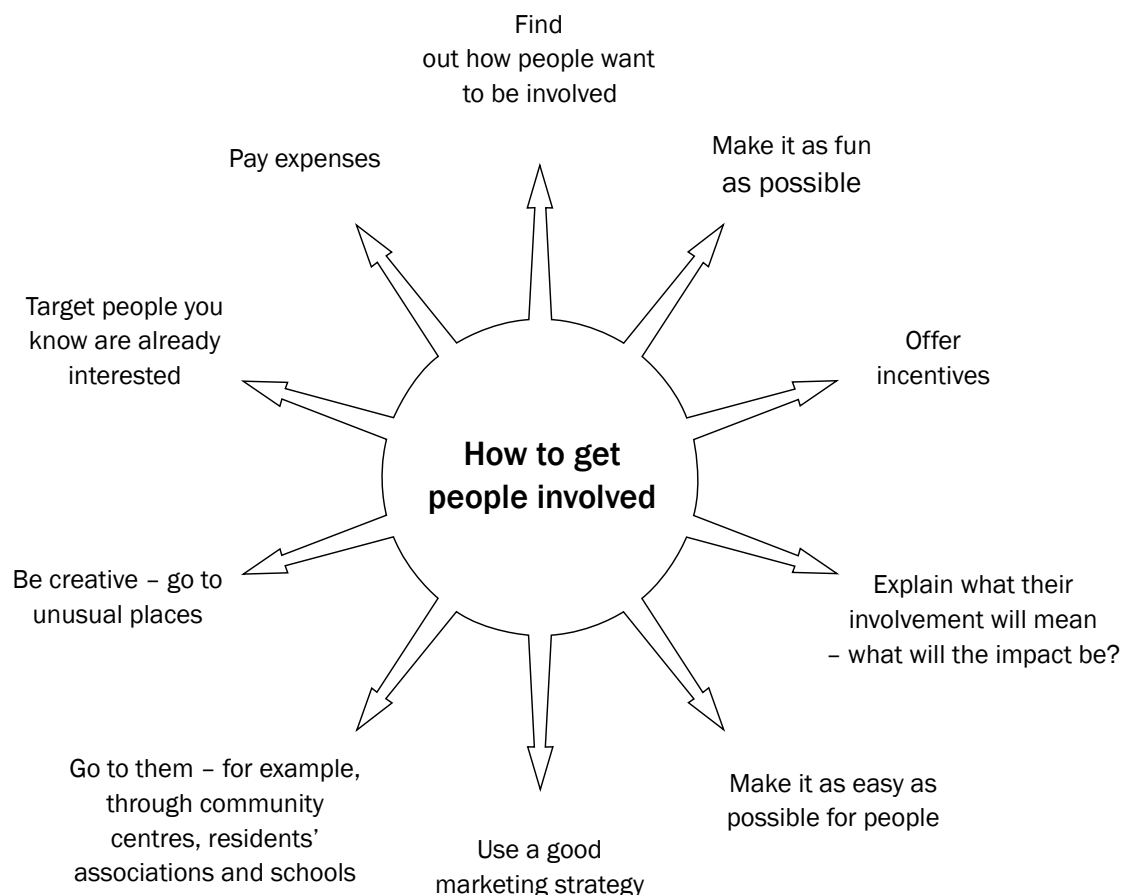 Find
out how people want
to be involved
Make it as fun
as possible
Offer
incentives
Explain what their
involvement will mean
– what will the impact be?
Make it as easy as
possible for people
Use a good
marketing strategy
Go to them – for example,
through community
centres, residents’
associations and schools
Be creative – go to
unusual places
Target people you
know are already
interested
Pay expenses
How to get
people involved